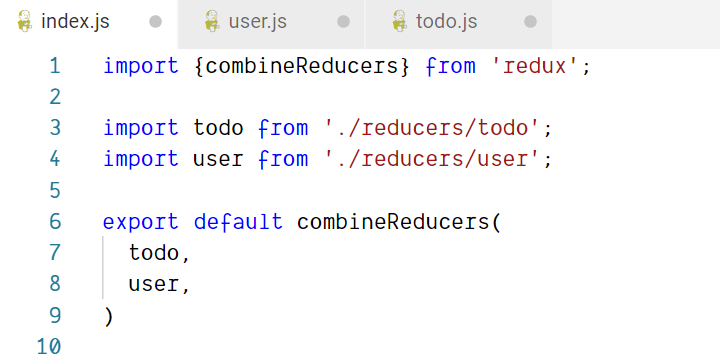 index.js user.js todo.js
1 import {combineReducers} from 'redux';
2
3 import todo from './reducers/todo';
4 import user from './reducers/user';
5
6 export default combineReducers(
7 todo,
8 user,
9 )
10